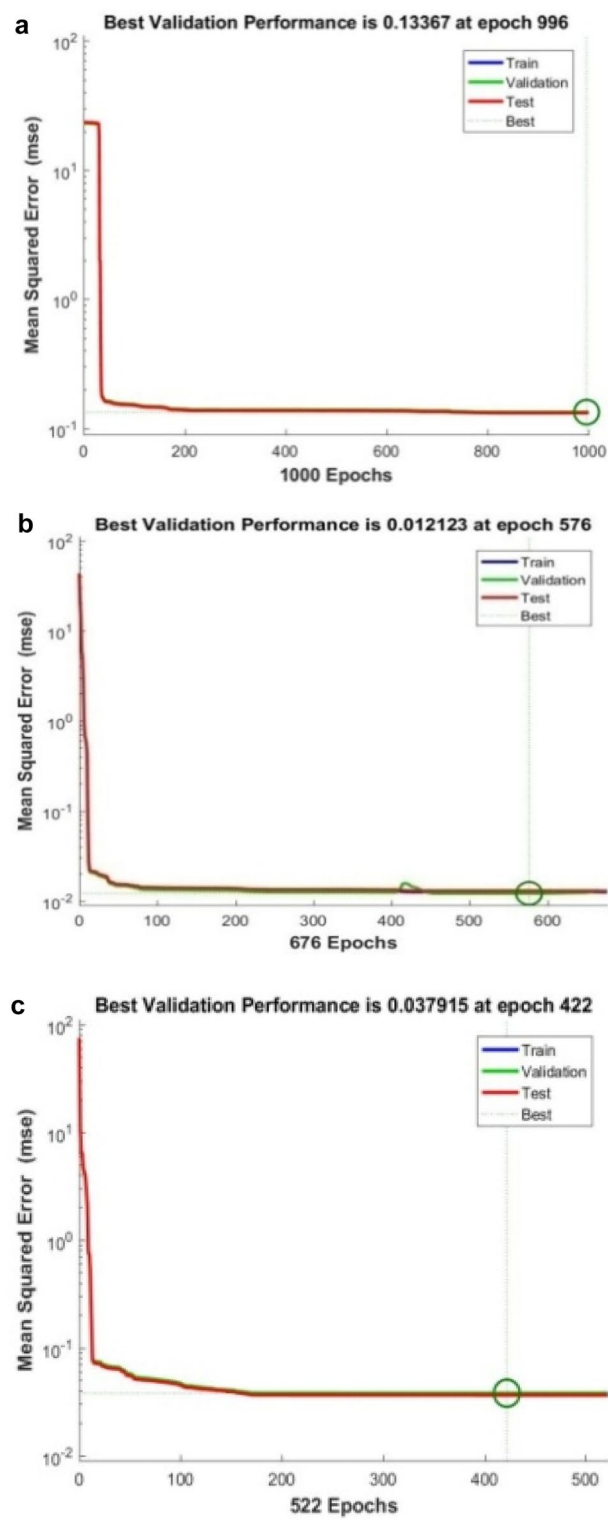 a
Best Validation Performance is 0.13367 at epoch 996
Mean Squared Error (mse)
10^2
10^1
10^0
10^-1
Train
Validation
Test
Best
0 200 400 600 800 1000
1000 Epochs
b
Best Validation Performance is 0.012123 at epoch 576
Mean Squared Error (mse)
10^2
10^1
10^0
10^-1
10^-2
Train
Validation
Test
Best
0 100 200 300 400 500 600
676 Epochs
c
Best Validation Performance is 0.037915 at epoch 422
Mean Squared Error (mse)
10^2
10^1
10^0
10^-1
10^-2
Train
Validation
Test
Best
0 100 200 300 400 500
522 Epochs